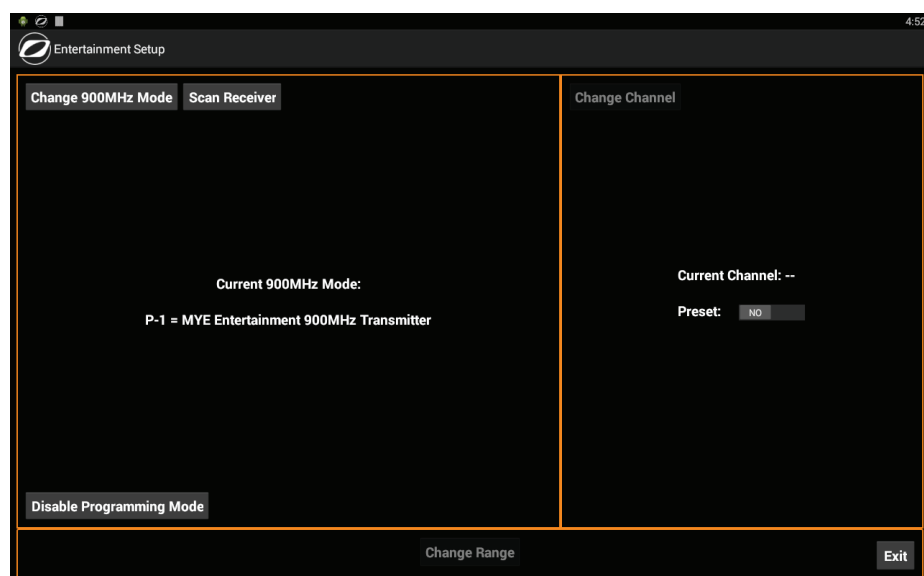 4:52
Entertainment Setup
Change 900MHz Mode
Scan Receiver
Change Channel
Current 900MHz Mode:
P-1 = MYE Entertainment 900MHz Transmitter
Current Channel: --
Preset:
NO
Disable Programming Mode
Change Range
Exit